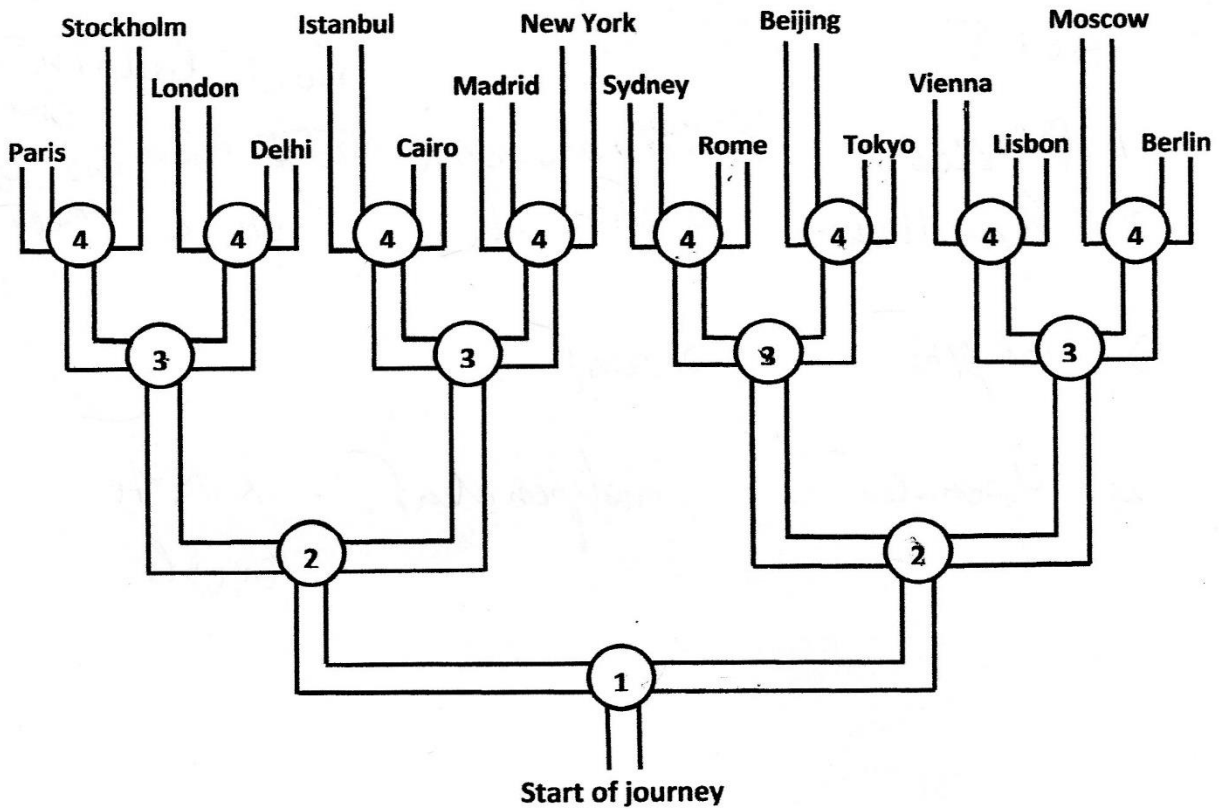 Stockholm Istanbul New York Beijing Moscow
London Madrid Sydney Vienna
Paris Delhi Cairo Rome Tokyo Lisbon Berlin
4 4 4 4 4 4 4 4
3 3 3 3
2 2
1
Start of journey